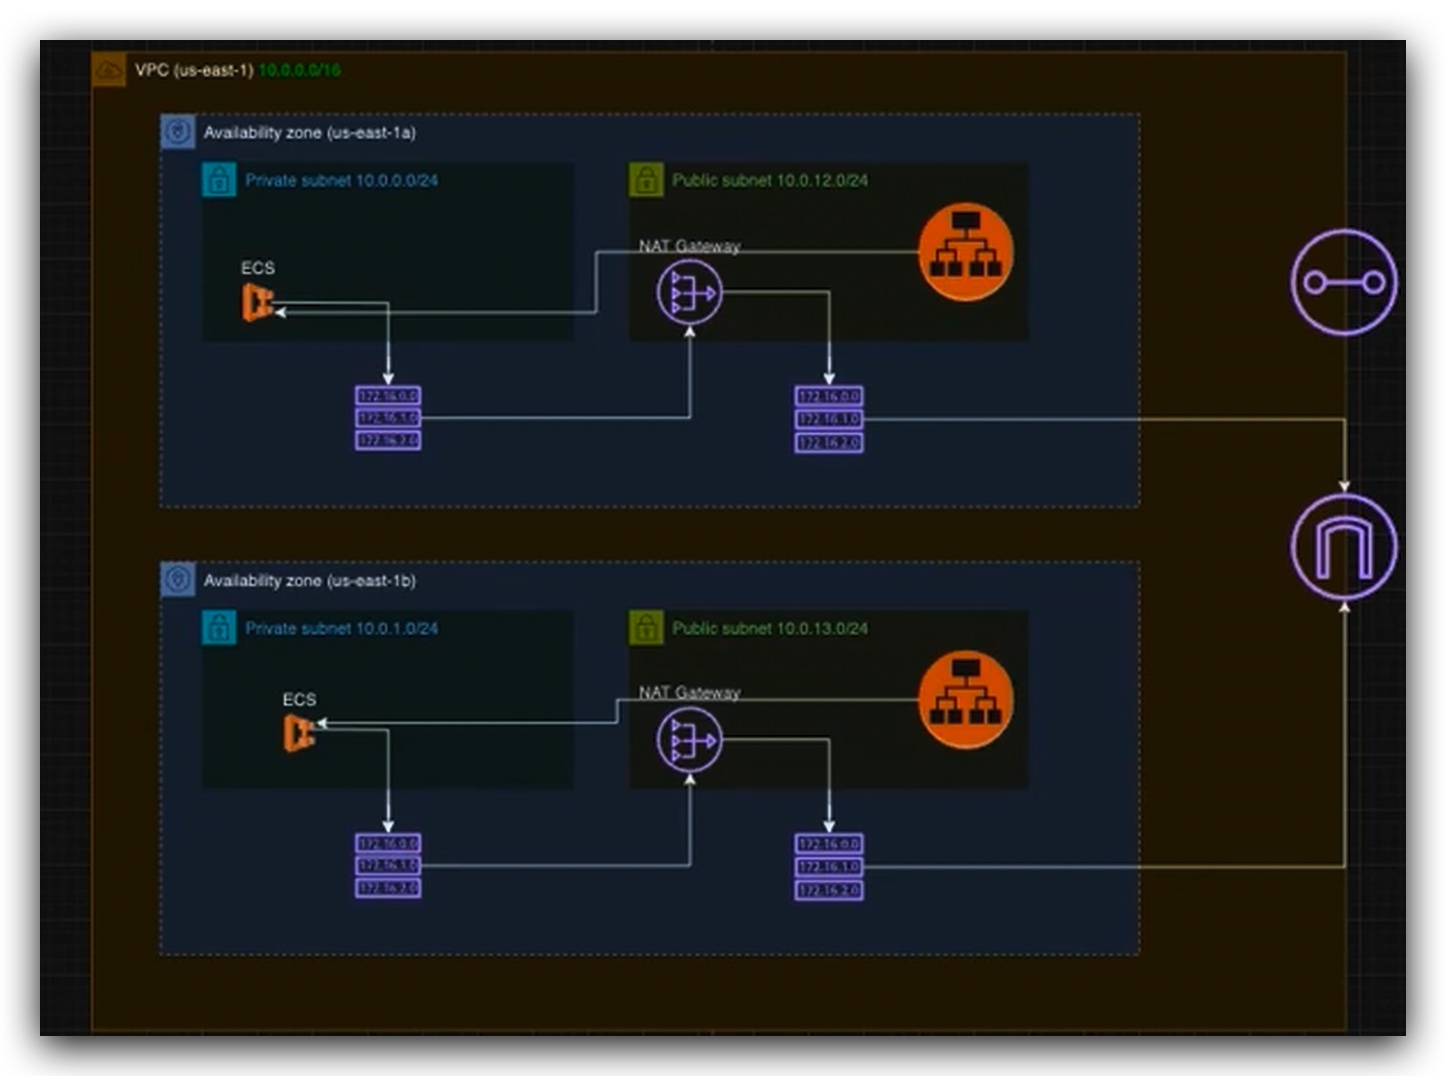 VPC (us-east-1) 10.0.0.0/16
Availability zone (us-east-1a)
Private subnet 10.0.0.0/24
Public subnet 10.0.12.0/24
NAT Gateway
ECS
172.16.0.0
172.16.1.0
172.16.2.0
172.16.0.0
172.16.1.0
172.16.2.0
Availability zone (us-east-1b)
Private subnet 10.0.1.0/24
Public subnet 10.0.13.0/24
NAT Gateway
ECS
172.16.0.0
172.16.1.0
172.16.2.0
172.16.0.0
172.16.1.0
172.16.2.0